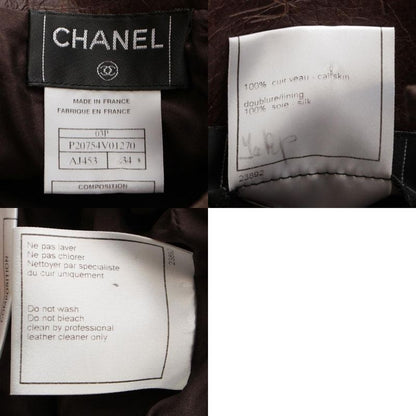 CHANEL
MADE IN FRANCE
FABRIQUE EN FRANCE
03P
P20754V01270
AJ453 34
COMPOSITION
100% cuir veau - calfskin
doublure/lining
100% soie - silk
23692
COMPOSITION
Ne pas laver
Ne pas chlorer
Nettoyer par specialiste
du cuir uniquement
Do not wash
Do not bleach
clean by professional
leather cleaner only